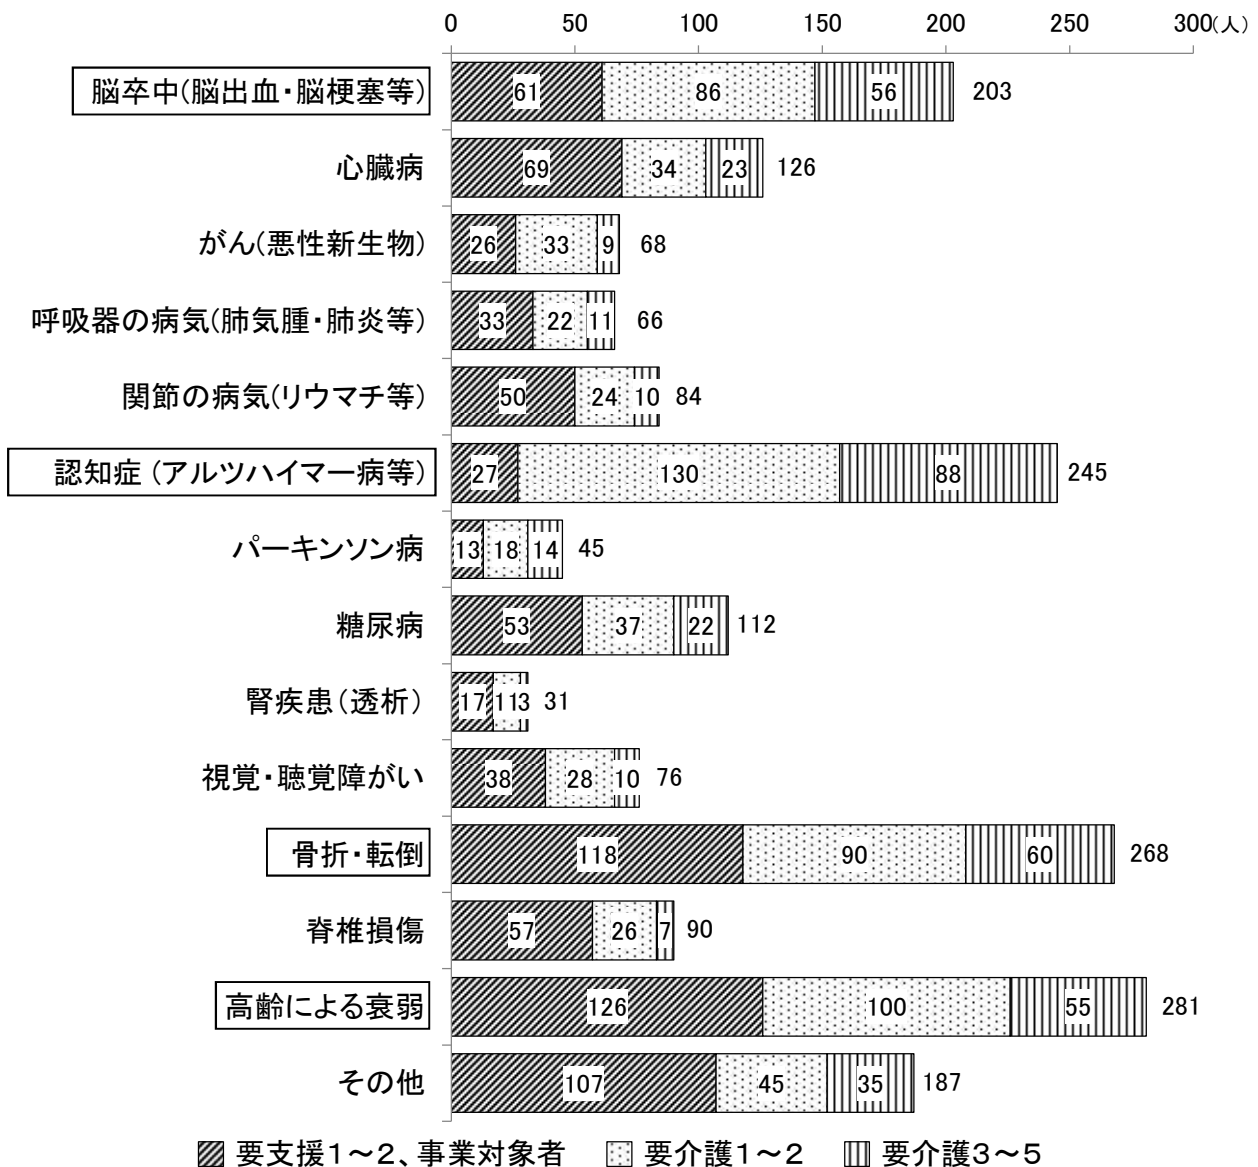 0 50 100 150 200 250 300(人)
脳卒中(脳出血・脳梗塞等) 61 86 56 203
心臓病 69 34 23 126
がん(悪性新生物) 26 33 9 68
呼吸器の病気(肺気腫・肺炎等) 33 22 11 66
関節の病気(リウマチ等) 50 24 10 84
認知症(アルツハイマー病等) 27 130 88 245
パーキンソン病 13 18 14 45
糖尿病 53 37 22 112
腎疾患(透析) 17 11 3 31
視覚・聴覚障がい 38 28 10 76
骨折・転倒 118 90 60 268
脊椎損傷 57 26 7 90
高齢による衰弱 126 100 55 281
その他 107 45 35 187
要支援1～2、事業対象者 要介護1～2 要介護3～5